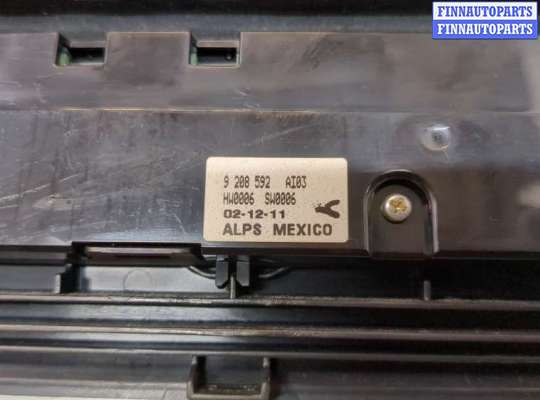 FINNAUTOPARTS
FINNAUTOPARTS
9 208 592 AI03
HW0006 SW0006
02-12-11
ALPS MEXICO